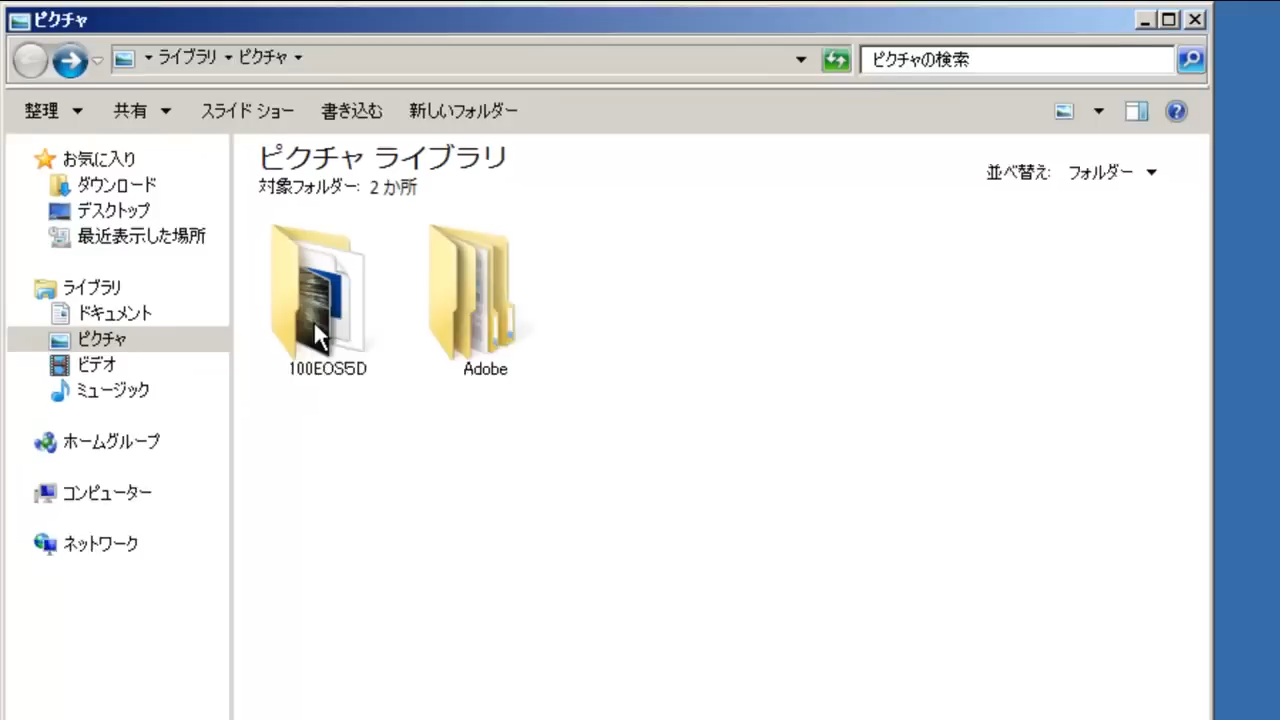 ピクチャ
ライブラリ ピクチャ
ピクチャの検索
整理 共有 スライド ショー 書き込む 新しいフォルダー
お気に入り
ダウンロード
デスクトップ
最近表示した場所
ライブラリ
ドキュメント
ピクチャ
ビデオ
ミュージック
ホームグループ
コンピューター
ネットワーク
ピクチャ ライブラリ
対象フォルダー: 2 か所
並べ替え: フォルダー
100EOS5D
Adobe